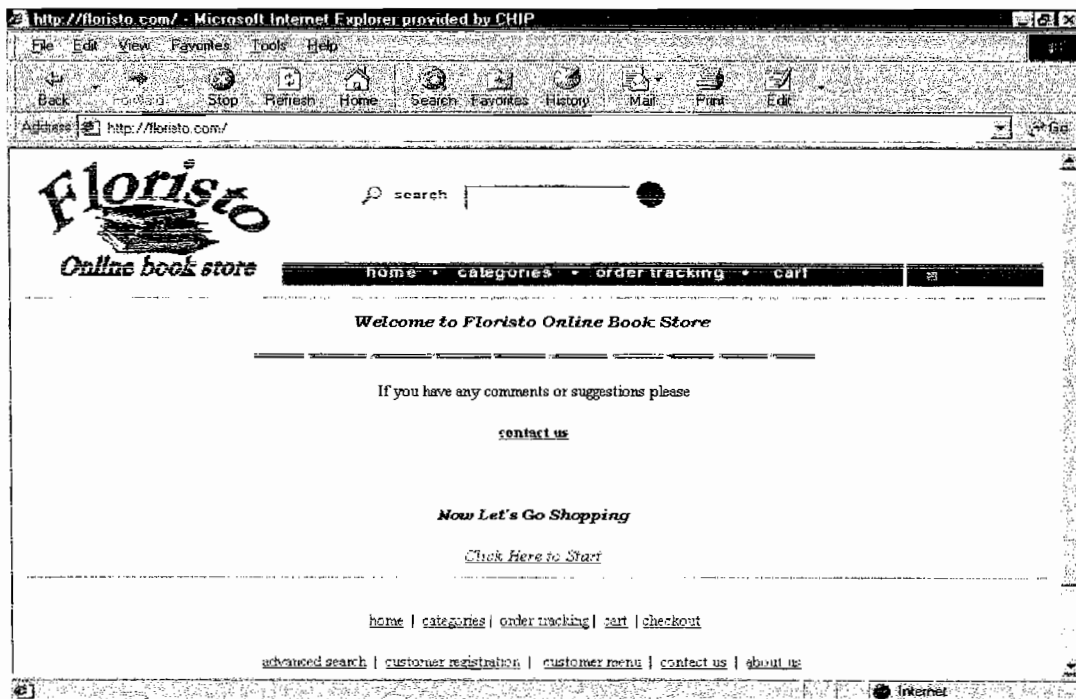 http://floristo.com/ - Microsoft Internet Explorer provided by CHIP
File Edit View Favorites Tools Help
Back Forward Stop Refresh Home Search Favorites History Mail Print Edit
Address http://floristo.com/ Go
Floristo
Online book store
search
home • categories • order tracking • cart
Welcome to Floristo Online Book Store
If you have any comments or suggestions please
contact us
Now Let's Go Shopping
Click Here to Start
home | categories | order tracking | cart | checkout
advanced search | customer registration | customer menu | contact us | about us
Internet